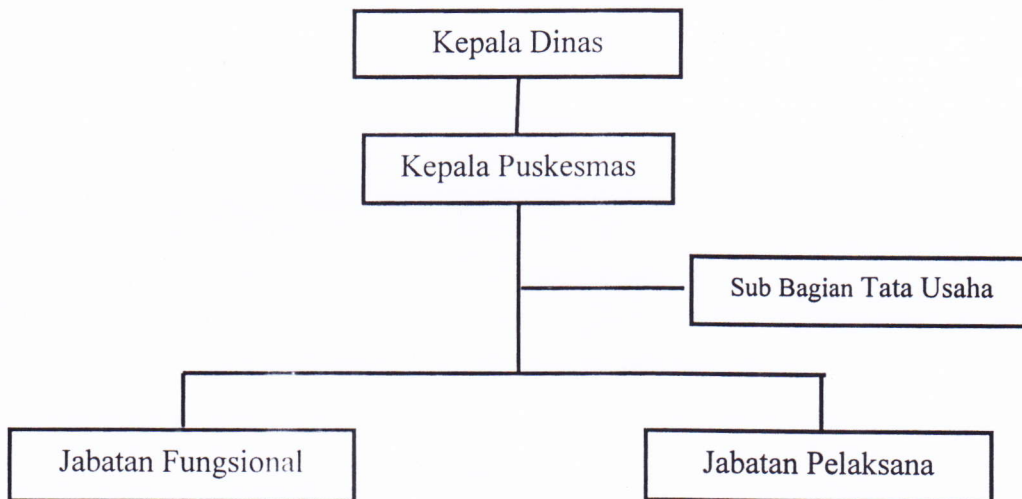 Kepala Dinas
Kepala Puskesmas
Sub Bagian Tata Usaha
Jabatan Fungsional
Jabatan Pelaksana